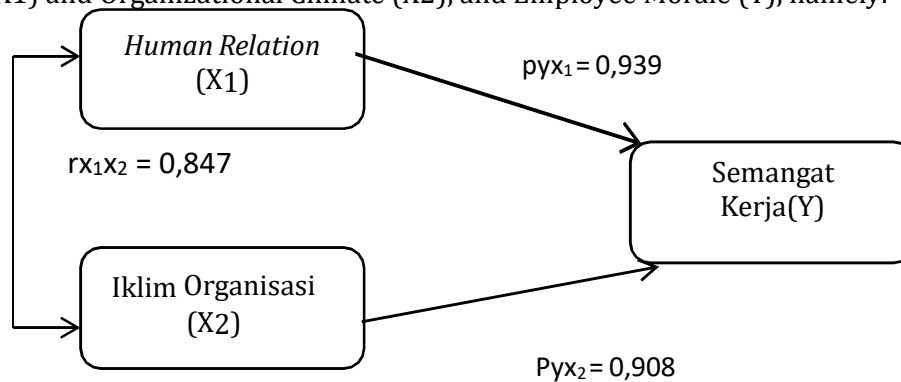 X1) and Organizational Climate (X2), and Employee Morale (Y), namely:
Human Relation
(X1)
pyx₁ = 0,939
rx₁x₂ = 0,847
Semangat
Kerja(Y)
Iklim Organisasi
(X2)
Pyx₂ = 0,908